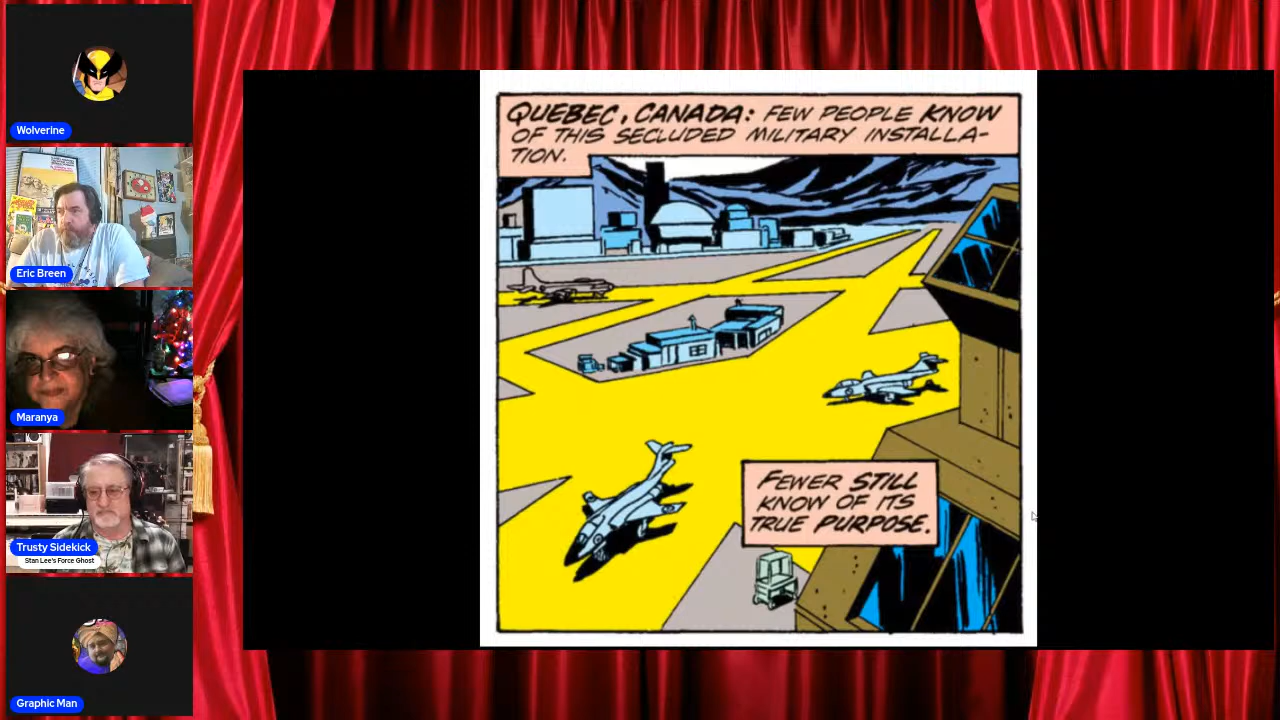 Wolverine
Eric Breen
Maranya
Trusty Sidekick
Stan Lee's Force Ghost
Graphic Man
QUEBEC, CANADA: FEW PEOPLE KNOW
OF THIS SECLUDED MILITARY INSTALLA-
TION.
FEWER STILL
KNOW OF ITS
TRUE PURPOSE.